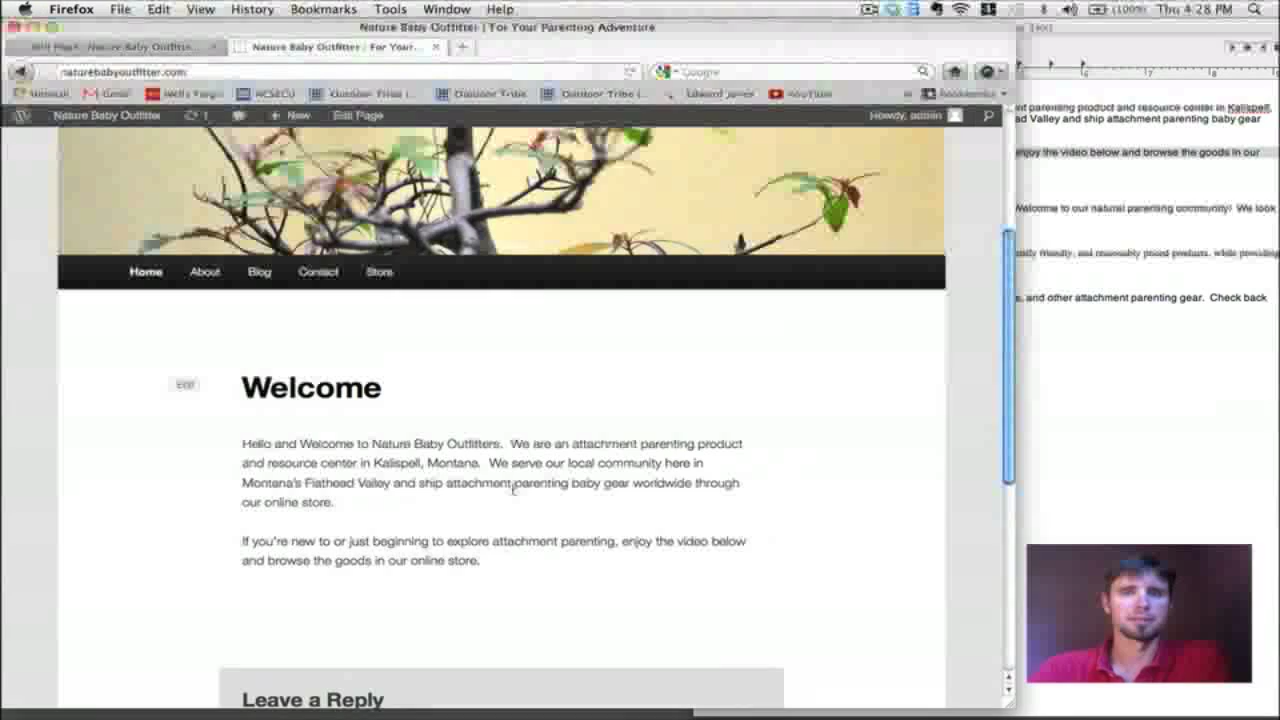 Firefox File Edit View History Bookmarks Tools Window Help (100%) Thu 4:28 PM
Nature Baby Outfitter | For Your Parenting Adventure
Nature Baby Outfitter | For Your...
naturebabyoutfitter.com
Google
Gmail Wells Fargo NCSECU Outdoor Tribe Outdoor Tribe Outdoor Tribe Edward Jones YouTube Bookmarks
Nature Baby Outfitter 1 + New Edit Page Howdy, admin
nt parenting product and resource center in Kalispell,
ad Valley and ship attachment parenting baby gear
enjoy the video below and browse the goods in our
Welcome to our natural parenting community! We look
friendly, and reasonably priced products, while providing
s, and other attachment parenting gear. Check back
Home About Blog Contact Store
Edit
Welcome
Hello and Welcome to Nature Baby Outfitters. We are an attachment parenting product
and resource center in Kalispell, Montana. We serve our local community here in
Montana's Flathead Valley and ship attachment parenting baby gear worldwide through
our online store.
If you're new to or just beginning to explore attachment parenting, enjoy the video below
and browse the goods in our online store.
Leave a Reply